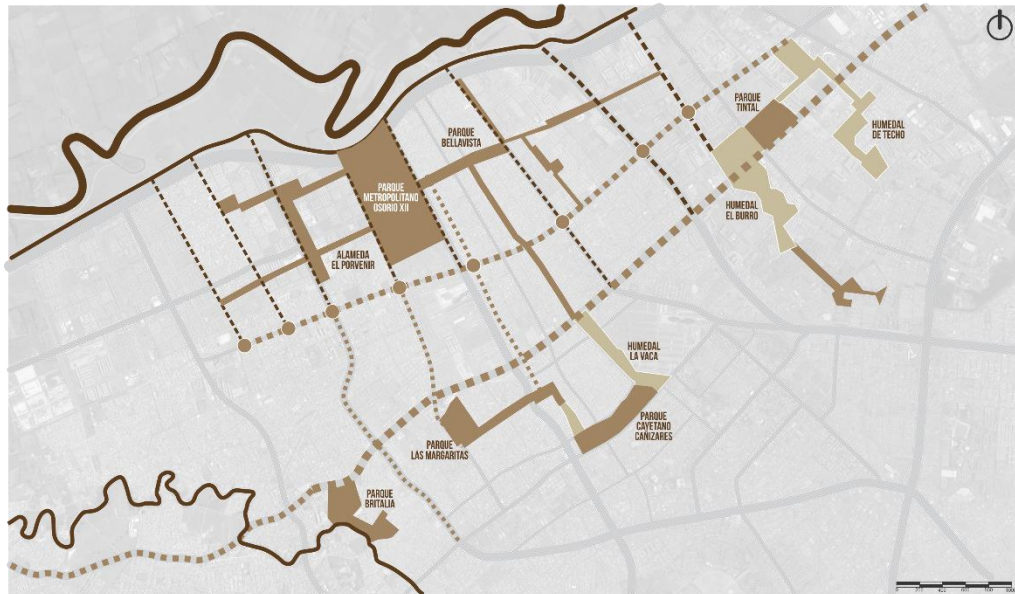 PARQUE
TINTAL
HUMEDAL
DE TECHO
PARQUE
BELLAVISTA
PARQUE
METROPOLITANO
OSORIO XII
HUMEDAL
EL BURRO
ALAMEDA
EL PORVENIR
HUMEDAL
LA VACA
PARQUE
CAYETANO
CAÑIZARES
PARQUE
LAS MARGARITAS
PARQUE
BRITALIA